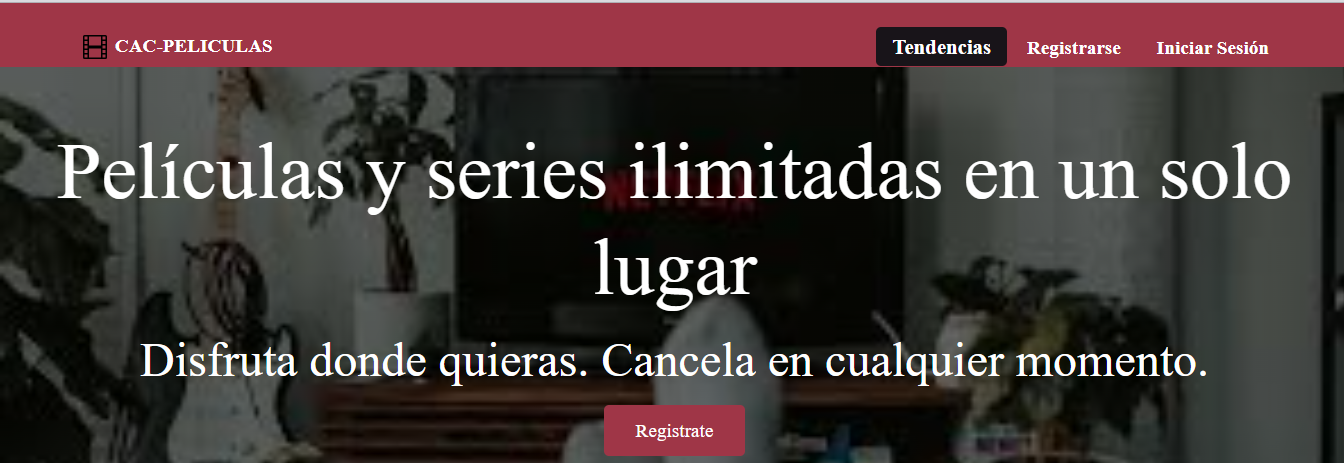 CAC-PELICULAS
Tendencias
Registrarse
Iniciar Sesión
Películas y series ilimitadas en un solo
lugar
Disfruta donde quieras. Cancela en cualquier momento.
Registrate